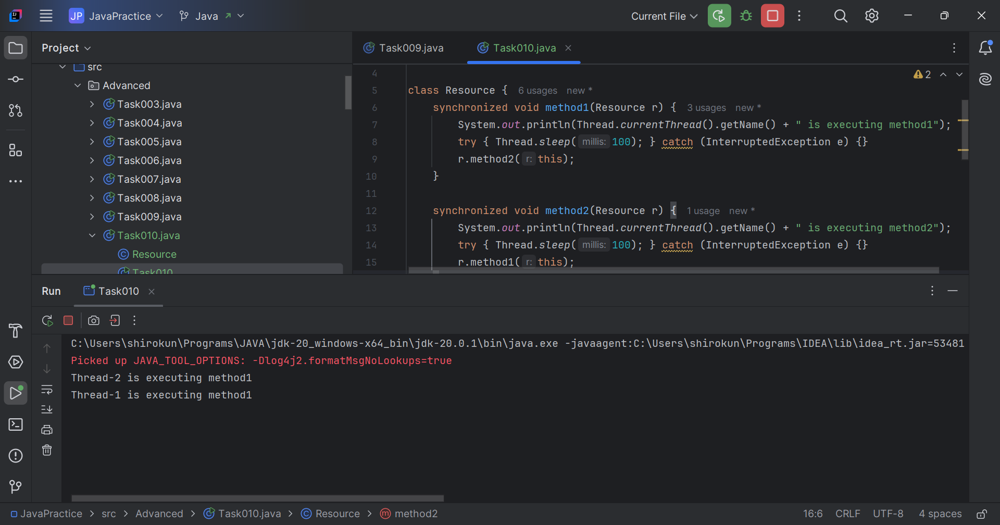 JP JavaPractice Java Current File
Project
src
Advanced
Task003.java
Task004.java
Task005.java
Task006.java
Task007.java
Task008.java
Task009.java
Task010.java
Resource
Task010
Task009.java Task010.java
2
4
5 class Resource { 6 usages new *
6 synchronized void method1(Resource r) { 3 usages new *
7 System.out.println(Thread.currentThread().getName() + " is executing method1");
8 try { Thread.sleep( millis: 100); } catch (InterruptedException e) {}
9 r.method2( r: this);
10 }
11
12 synchronized void method2(Resource r) { 1 usage new *
13 System.out.println(Thread.currentThread().getName() + " is executing method2");
14 try { Thread.sleep( millis: 100); } catch (InterruptedException e) {}
15 r.method1( r: this);
Run Task010
C:\Users\shirokun\Programs\JAVA\jdk-20_windows-x64_bin\jdk-20.0.1\bin\java.exe -javaagent:C:\Users\shirokun\Programs\IDEA\lib\idea_rt.jar=53481
Picked up JAVA_TOOL_OPTIONS: -Dlog4j2.formatMsgNoLookups=true
Thread-2 is executing method1
Thread-1 is executing method1
JavaPractice > src > Advanced > Task010.java > Resource > method2 16:6 CRLF UTF-8 4 spaces